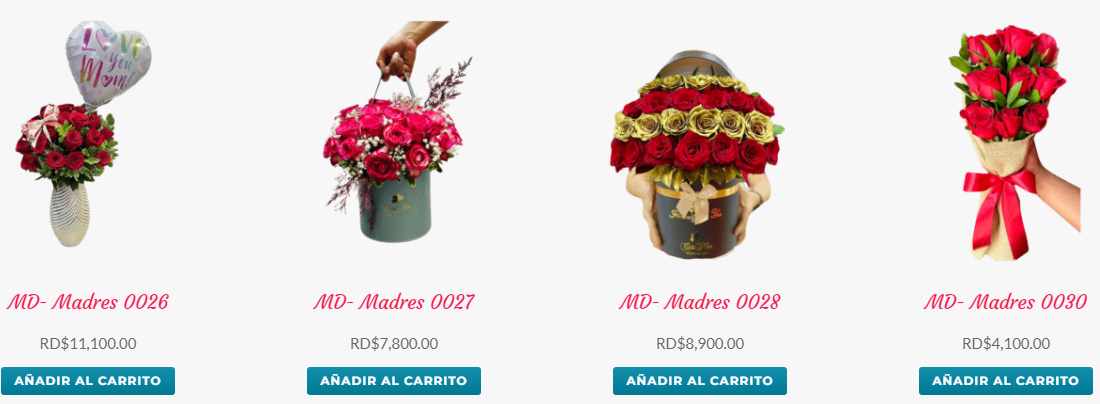 Love
you
Mom!
MD- Madres 0026
MD- Madres 0027
MD- Madres 0028
MD- Madres 0030
RD$11,100.00
RD$7,800.00
RD$8,900.00
RD$4,100.00
AÑADIR AL CARRITO
AÑADIR AL CARRITO
AÑADIR AL CARRITO
AÑADIR AL CARRITO